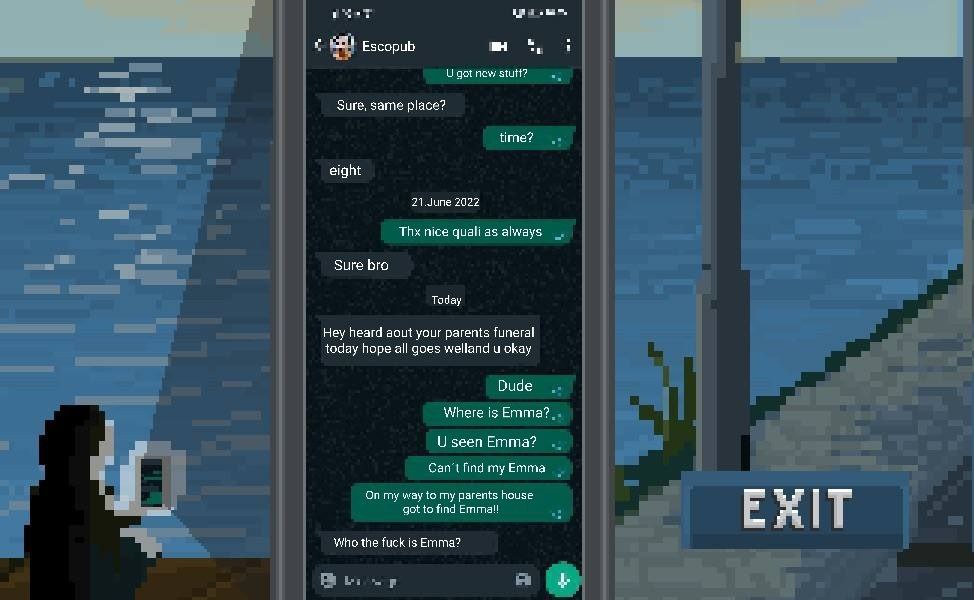 Escopub
U got new stuff?
Sure, same place?
time?
eight
21.June 2022
Thx nice quali as always
Sure bro
Today
Hey heard aout your parents funeral
today hope all goes welland u okay
Dude
Where is Emma?
U seen Emma?
Can´t find my Emma
On my way to my parents house
got to find Emma!!
Who the fuck is Emma?
EXIT